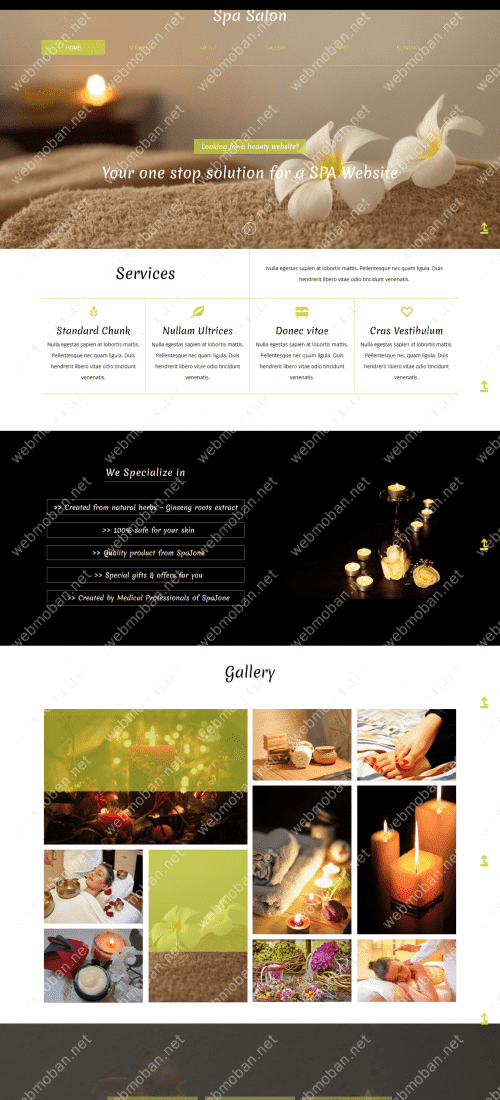 Spa Salon
HOME
SERVICES
ABOUT
GALLERY
CONTACT
Looking for a beauty website?
Your one stop solution for a SPA Website
Services
Nulla egestas sapien at lobortis mattis. Pellentesque nec quam ligula. Duis
hendrerit libero vitae odio tincidunt venenatis.
Standard Chunk
Nulla egestas sapien at lobortis mattis.
Pellentesque nec quam ligula. Duis
hendrerit libero vitae odio tincidunt
venenatis.
Nullam Ultrices
Nulla egestas sapien at lobortis mattis.
Pellentesque nec quam ligula. Duis
hendrerit libero vitae odio tincidunt
venenatis.
Donec vitae
Nulla egestas sapien at lobortis mattis.
Pellentesque nec quam ligula. Duis
hendrerit libero vitae odio tincidunt
venenatis.
Cras Vestibulum
Nulla egestas sapien at lobortis mattis.
Pellentesque nec quam ligula. Duis
hendrerit libero vitae odio tincidunt
venenatis.
We Specialize in
>> Created from natural herbs - Ginseng roots extract
>> 100% safe for your skin
>> Quality product from SpaJone
>> Special gifts & offers for you
>> Created by Medical Professionals of SpaJone
Gallery
webmoban.net